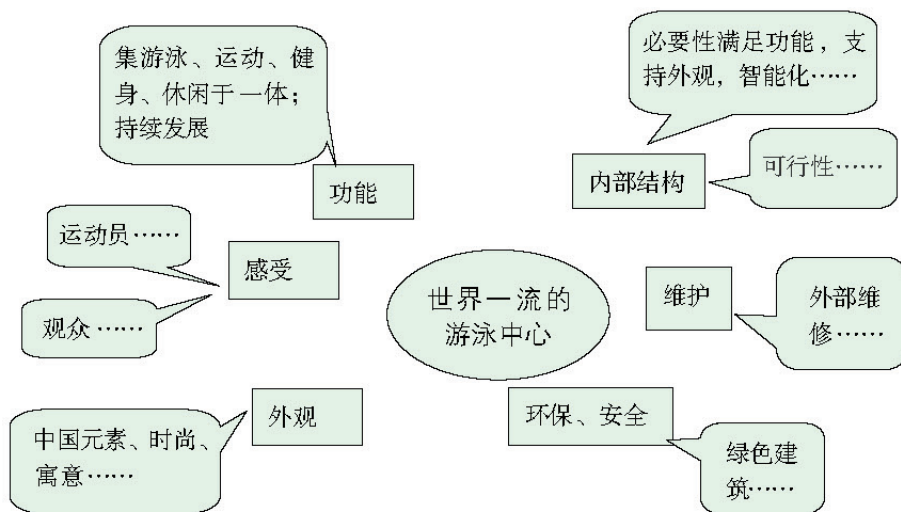 集游泳、运动、健
身、休闲于一体；
持续发展
功能
必要性满足功能，支
持外观，智能化……
内部结构
可行性……
运动员……
感受
观众……
世界一流的
游泳中心
维护
外部维
修……
外观
中国元素、时尚、
寓意……
环保、安全
绿色建
筑……